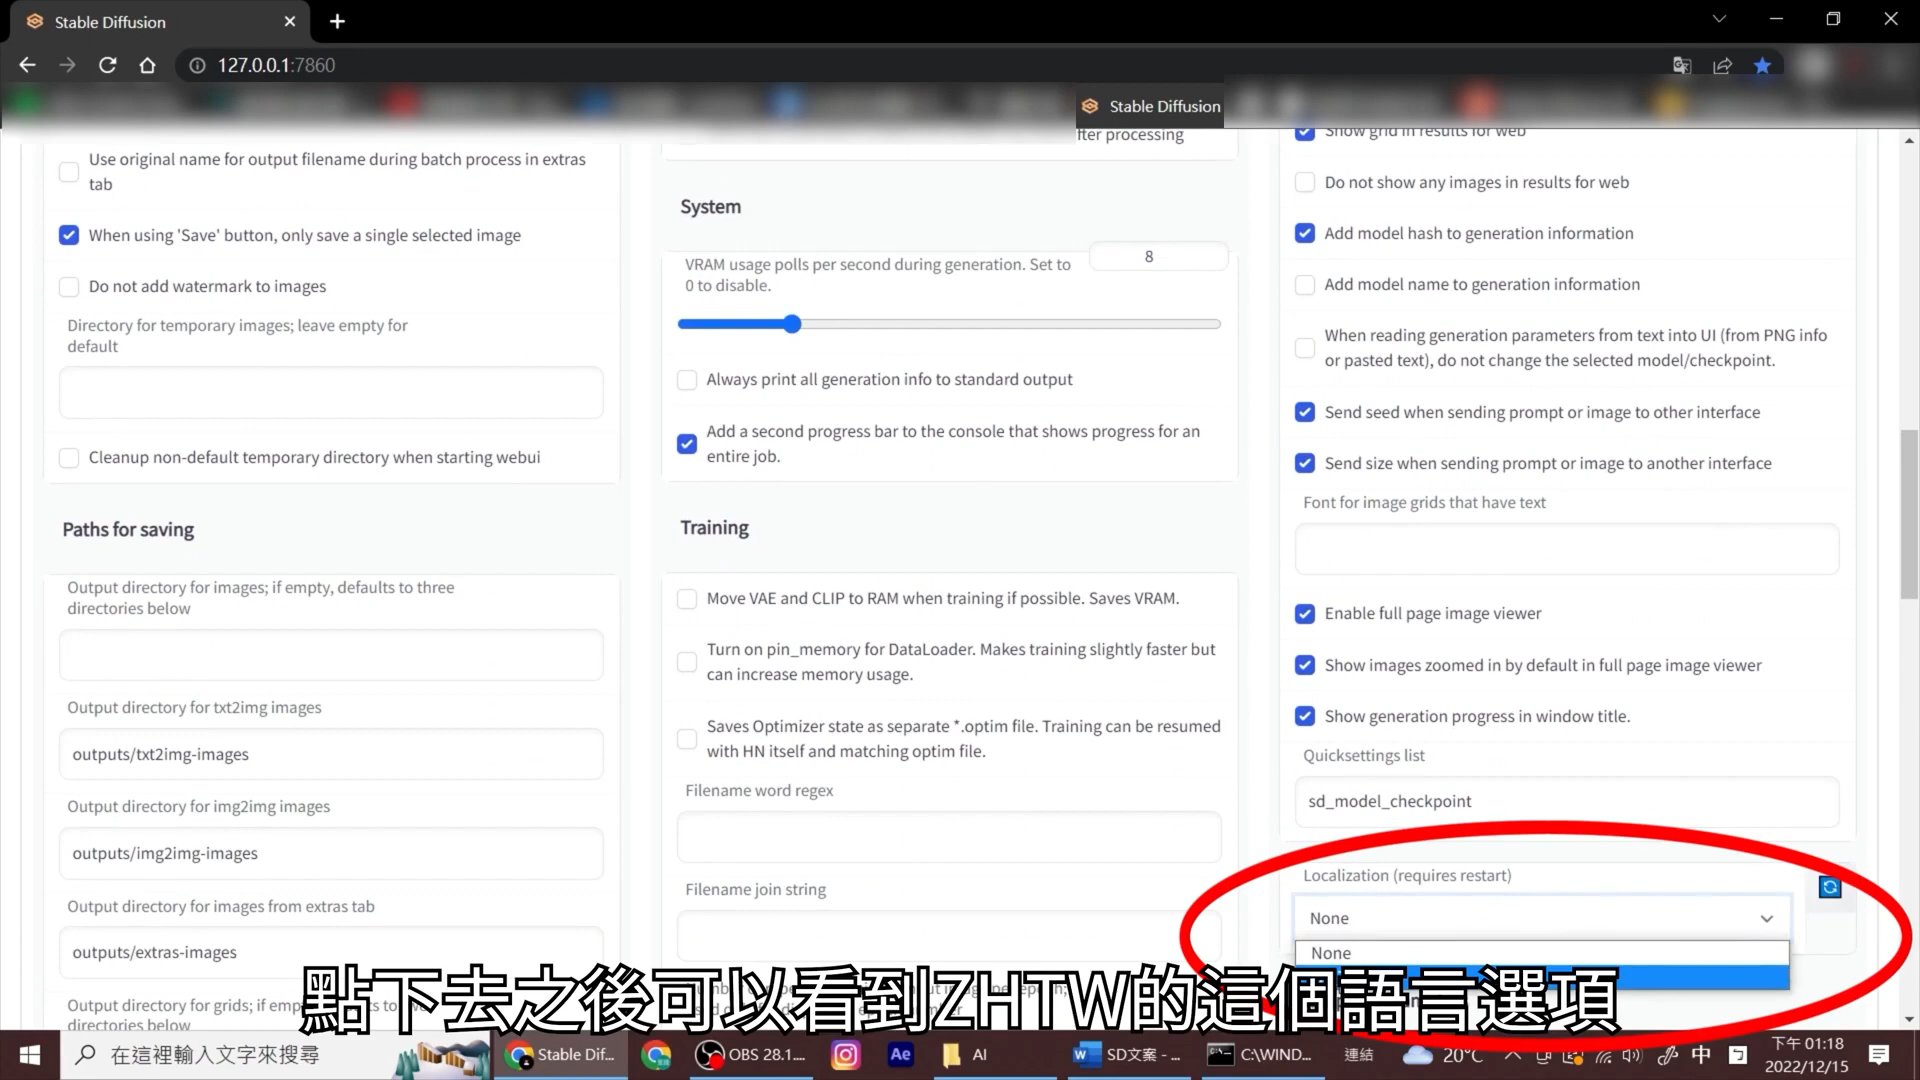 Stable Diffusion
127.0.0.1:7860
Stable Diffusion
Use original name for output filename during batch process in extras
tab
When using 'Save' button, only save a single selected image
Do not add watermark to images
Directory for temporary images; leave empty for
default
Cleanup non-default temporary directory when starting webui
Paths for saving
Output directory for images; if empty, defaults to three
directories below
Output directory for txt2img images
outputs/txt2img-images
Output directory for img2img images
outputs/img2img-images
Output directory for images from extras tab
outputs/extras-images
Output directory for grids; if
directories below
fter processing
System
VRAM usage polls per second during generation. Set to
0 to disable.
8
Always print all generation info to standard output
Add a second progress bar to the console that shows progress for an
entire job.
Training
Move VAE and CLIP to RAM when training if possible. Saves VRAM.
Turn on pin_memory for DataLoader. Makes training slightly faster but
can increase memory usage.
Saves Optimizer state as separate *.optim file. Training can be resumed
with HN itself and matching optim file.
Filename word regex
Filename join string
Show grid in results for web
Do not show any images in results for web
Add model hash to generation information
Add model name to generation information
When reading generation parameters from text into UI (from PNG info
or pasted text), do not change the selected model/checkpoint.
Send seed when sending prompt or image to other interface
Send size when sending prompt or image to another interface
Font for image grids that have text
Enable full page image viewer
Show images zoomed in by default in full page image viewer
Show generation progress in window title.
Quicksettings list
sd_model_checkpoint
Localization (requires restart)
None
None
點下去之後可以看到ZHTW的這個語言選項
在這裡輸入文字來搜尋
Stable Dif...
OBS 28.1....
Ae
AI
SD文案 - ...
C:\WIND...
連結
20°C
中
下午 01:18
2022/12/15